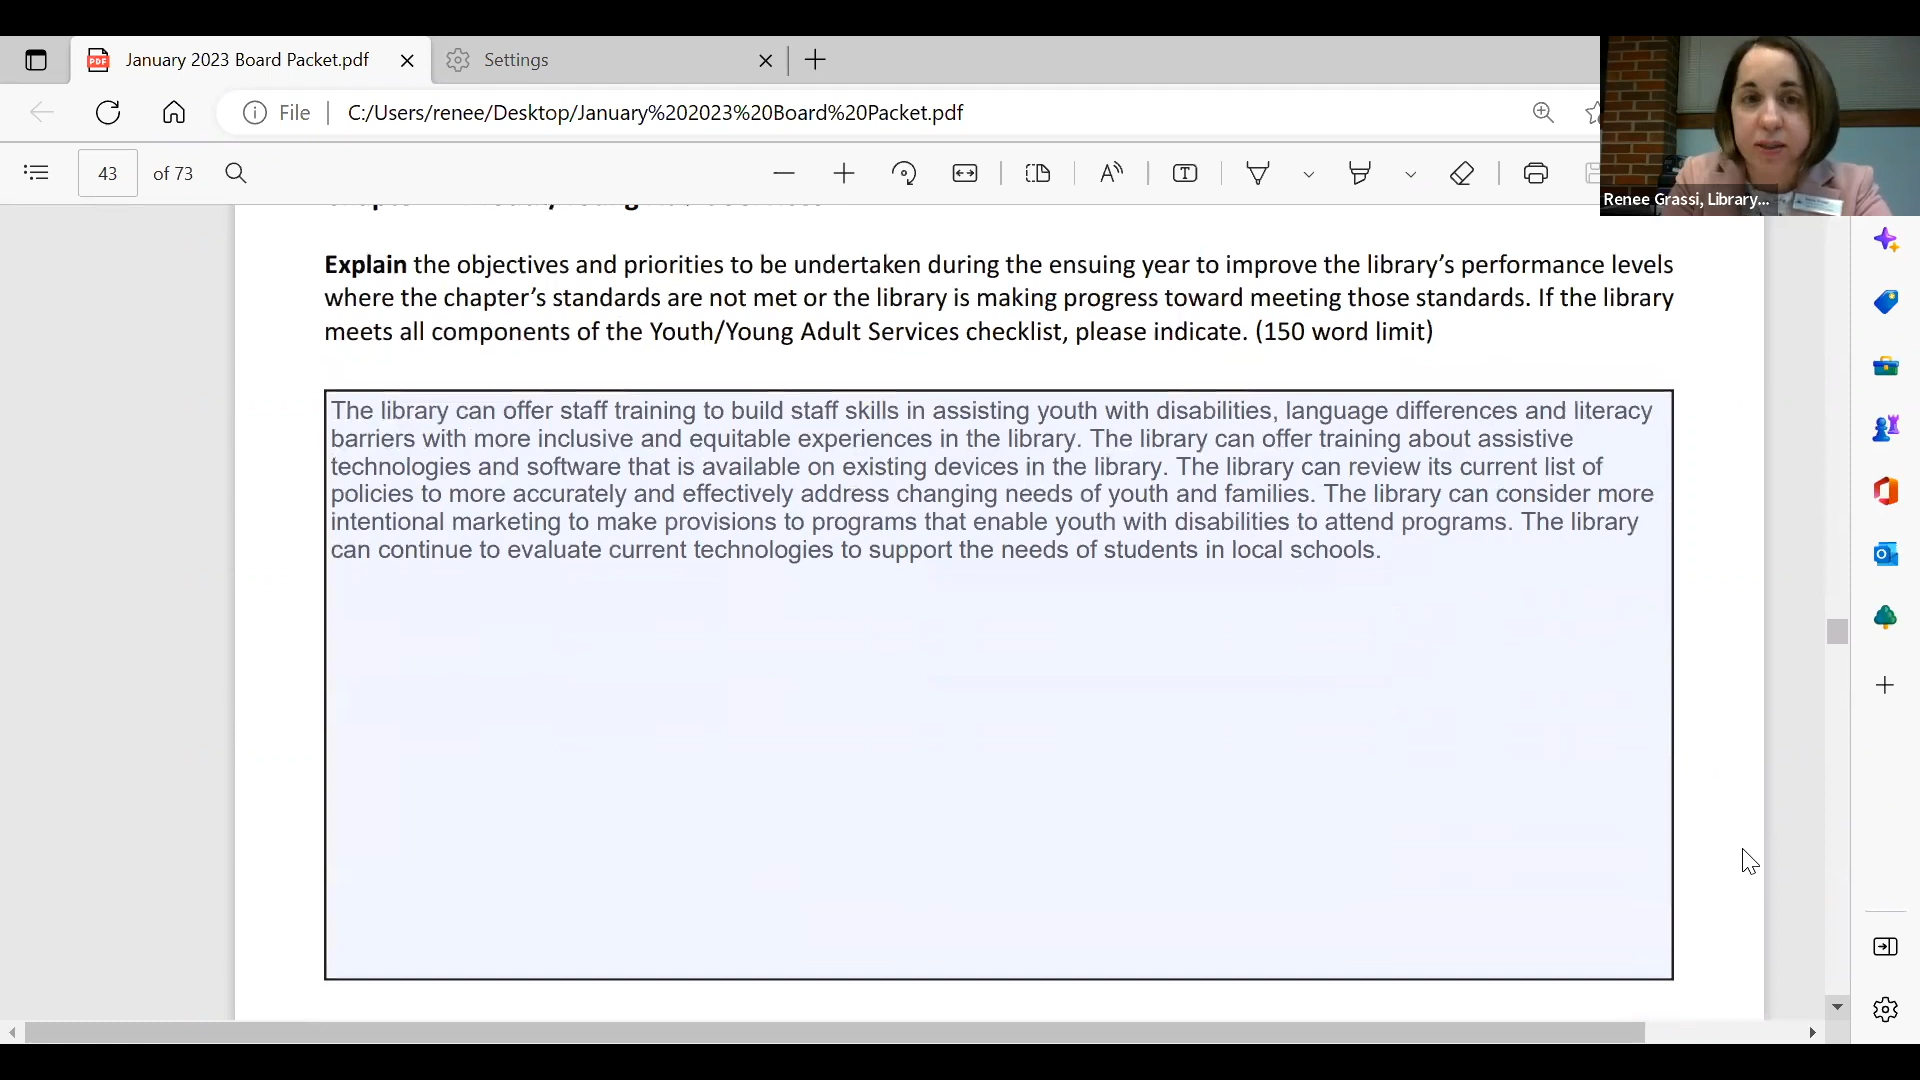 January 2023 Board Packet.pdf
Settings
File
C:/Users/renee/Desktop/January%202023%20Board%20Packet.pdf
43 of 73
Renee Grassi, Library...
Explain the objectives and priorities to be undertaken during the ensuing year to improve the library’s performance levels
where the chapter’s standards are not met or the library is making progress toward meeting those standards. If the library
meets all components of the Youth/Young Adult Services checklist, please indicate. (150 word limit)
The library can offer staff training to build staff skills in assisting youth with disabilities, language differences and literacy
barriers with more inclusive and equitable experiences in the library. The library can offer training about assistive
technologies and software that is available on existing devices in the library. The library can review its current list of
policies to more accurately and effectively address changing needs of youth and families. The library can consider more
intentional marketing to make provisions to programs that enable youth with disabilities to attend programs. The library
can continue to evaluate current technologies to support the needs of students in local schools.